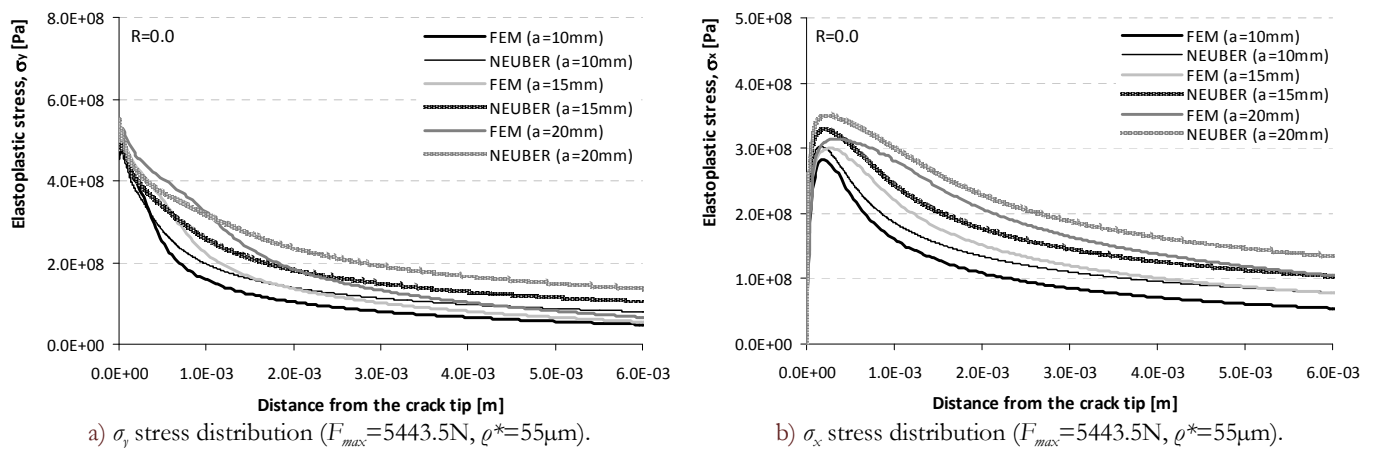 8.0E+08
6.0E+08
4.0E+08
2.0E+08
0.0E+00
Elastoplastic stress, σy [Pa]
R=0.0
FEM (a=10mm)
NEUBER (a=10mm)
FEM (a=15mm)
NEUBER (a=15mm)
FEM (a=20mm)
NEUBER (a=20mm)
0.0E+00 1.0E-03 2.0E-03 3.0E-03 4.0E-03 5.0E-03 6.0E-03
Distance from the crack tip [m]
a) σy stress distribution (Fmax=5443.5N, ρ*=55µm).
5.0E+08
4.0E+08
3.0E+08
2.0E+08
1.0E+08
0.0E+00
Elastoplastic stress, σx [Pa]
R=0.0
FEM (a=10mm)
NEUBER (a=10mm)
FEM (a=15mm)
NEUBER (a=15mm)
FEM (a=20mm)
NEUBER (a=20mm)
0.0E+00 1.0E-03 2.0E-03 3.0E-03 4.0E-03 5.0E-03 6.0E-03
Distance from the crack tip [m]
b) σx stress distribution (Fmax=5443.5N, ρ*=55µm).